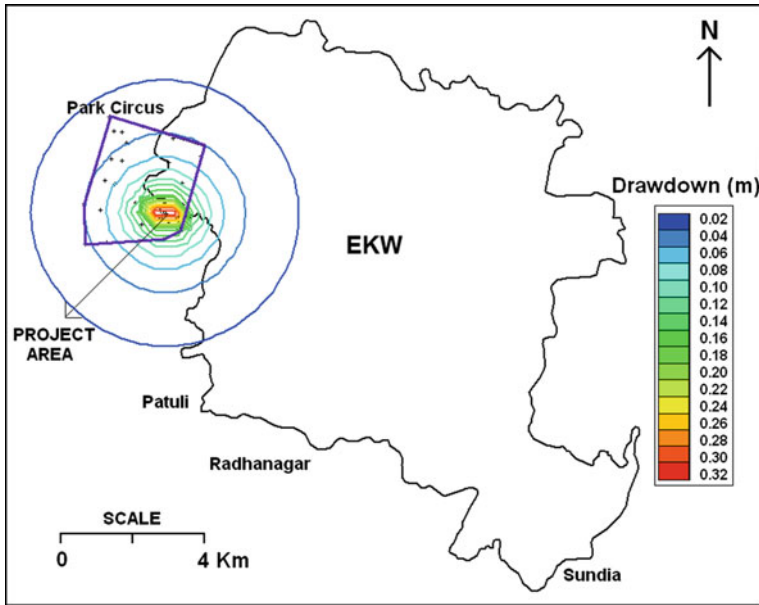 N
Park Circus
Drawdown (m)
0.02
0.04
0.06
0.08
0.10
0.12
0.14
0.16
0.18
0.20
0.22
0.24
0.26
0.28
0.30
0.32
EKW
PROJECT
AREA
Patuli
Radhanagar
SCALE
0 4 Km
Sundia